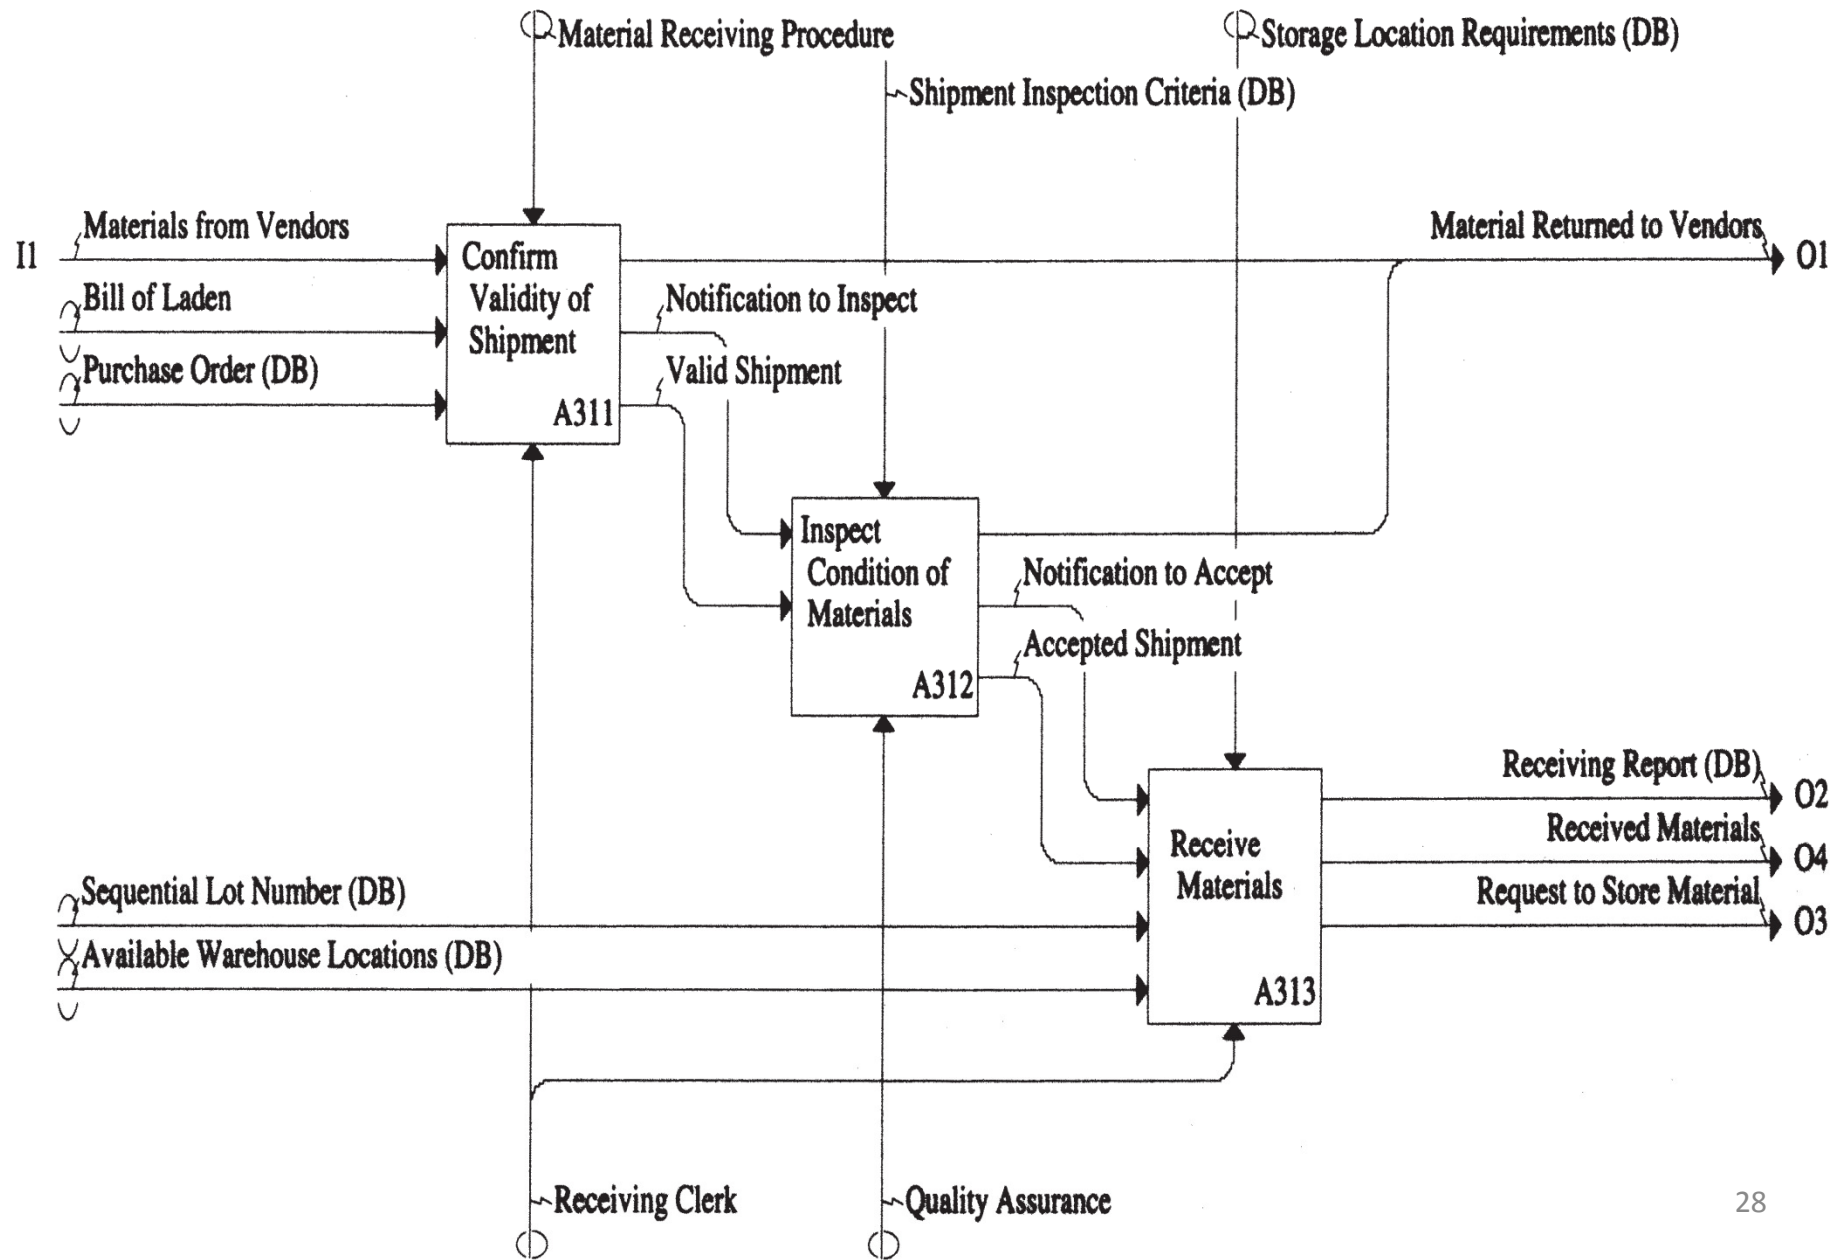 Material Receiving Procedure
Storage Location Requirements (DB)
Shipment Inspection Criteria (DB)
I1
Materials from Vendors
Bill of Laden
Purchase Order (DB)
Confirm
Validity of
Shipment
A311
Material Returned to Vendors
O1
Notification to Inspect
Valid Shipment
Inspect
Condition of
Materials
A312
Notification to Accept
Accepted Shipment
Receive
Materials
A313
Receiving Report (DB)
O2
Received Materials
O4
Request to Store Material
O3
Sequential Lot Number (DB)
Available Warehouse Locations (DB)
Receiving Clerk
Quality Assurance
28